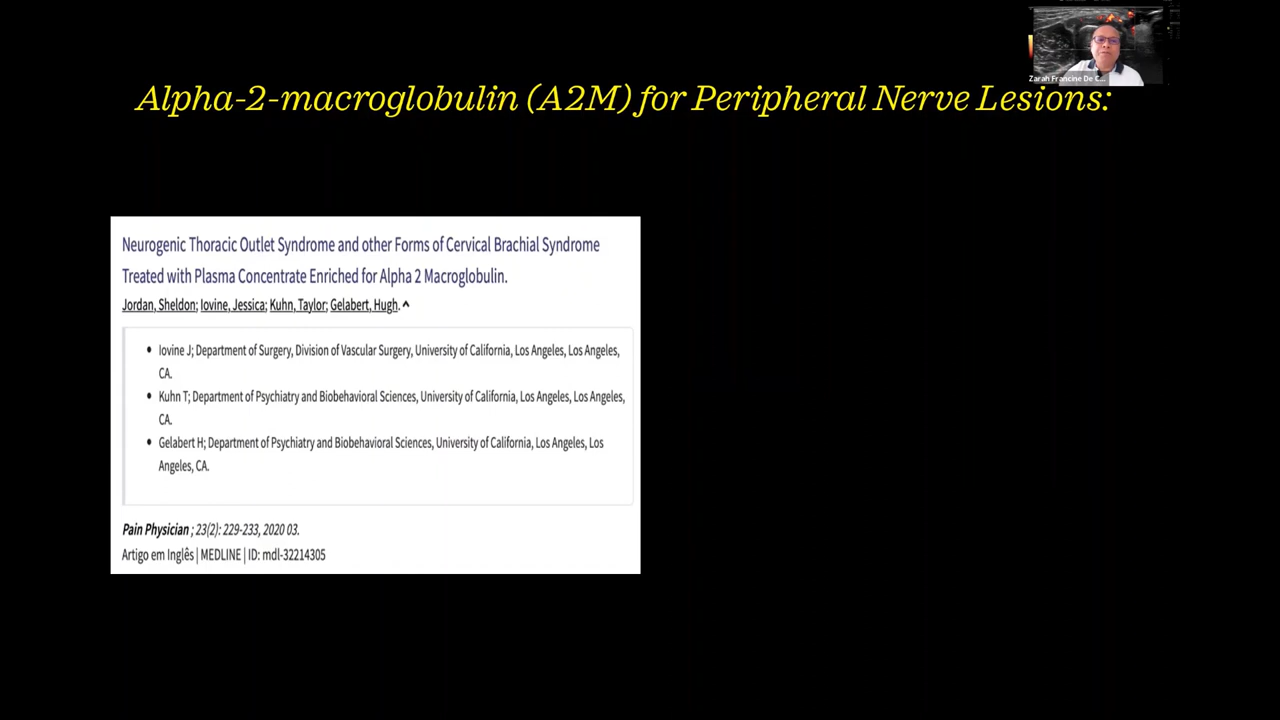 Zarah Francine De C...
Alpha-2-macroglobulin (A2M) for Peripheral Nerve Lesions:
Neurogenic Thoracic Outlet Syndrome and other Forms of Cervical Brachial Syndrome
Treated with Plasma Concentrate Enriched for Alpha 2 Macroglobulin.
Jordan, Sheldon; Iovine, Jessica; Kuhn, Taylor; Gelabert, Hugh.
• Iovine J; Department of Surgery, Division of Vascular Surgery, University of California, Los Angeles, Los Angeles,
CA.
• Kuhn T; Department of Psychiatry and Biobehavioral Sciences, University of California, Los Angeles, Los Angeles,
CA.
• Gelabert H; Department of Psychiatry and Biobehavioral Sciences, University of California, Los Angeles, Los
Angeles, CA.
Pain Physician ; 23(2): 229-233, 2020 03.
Artigo em Inglês | MEDLINE | ID: mdl-32214305